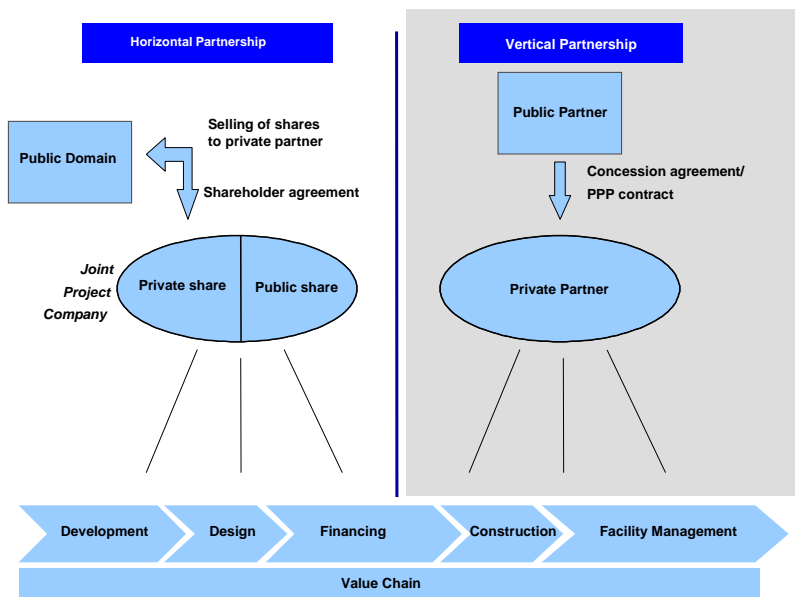 Horizontal Partnership
Vertical Partnership
Public Domain
Selling of shares
to private partner
Shareholder agreement
Joint
Project
Company
Private share
Public share
Public Partner
Concession agreement/
PPP contract
Private Partner
Development
Design
Financing
Construction
Facility Management
Value Chain